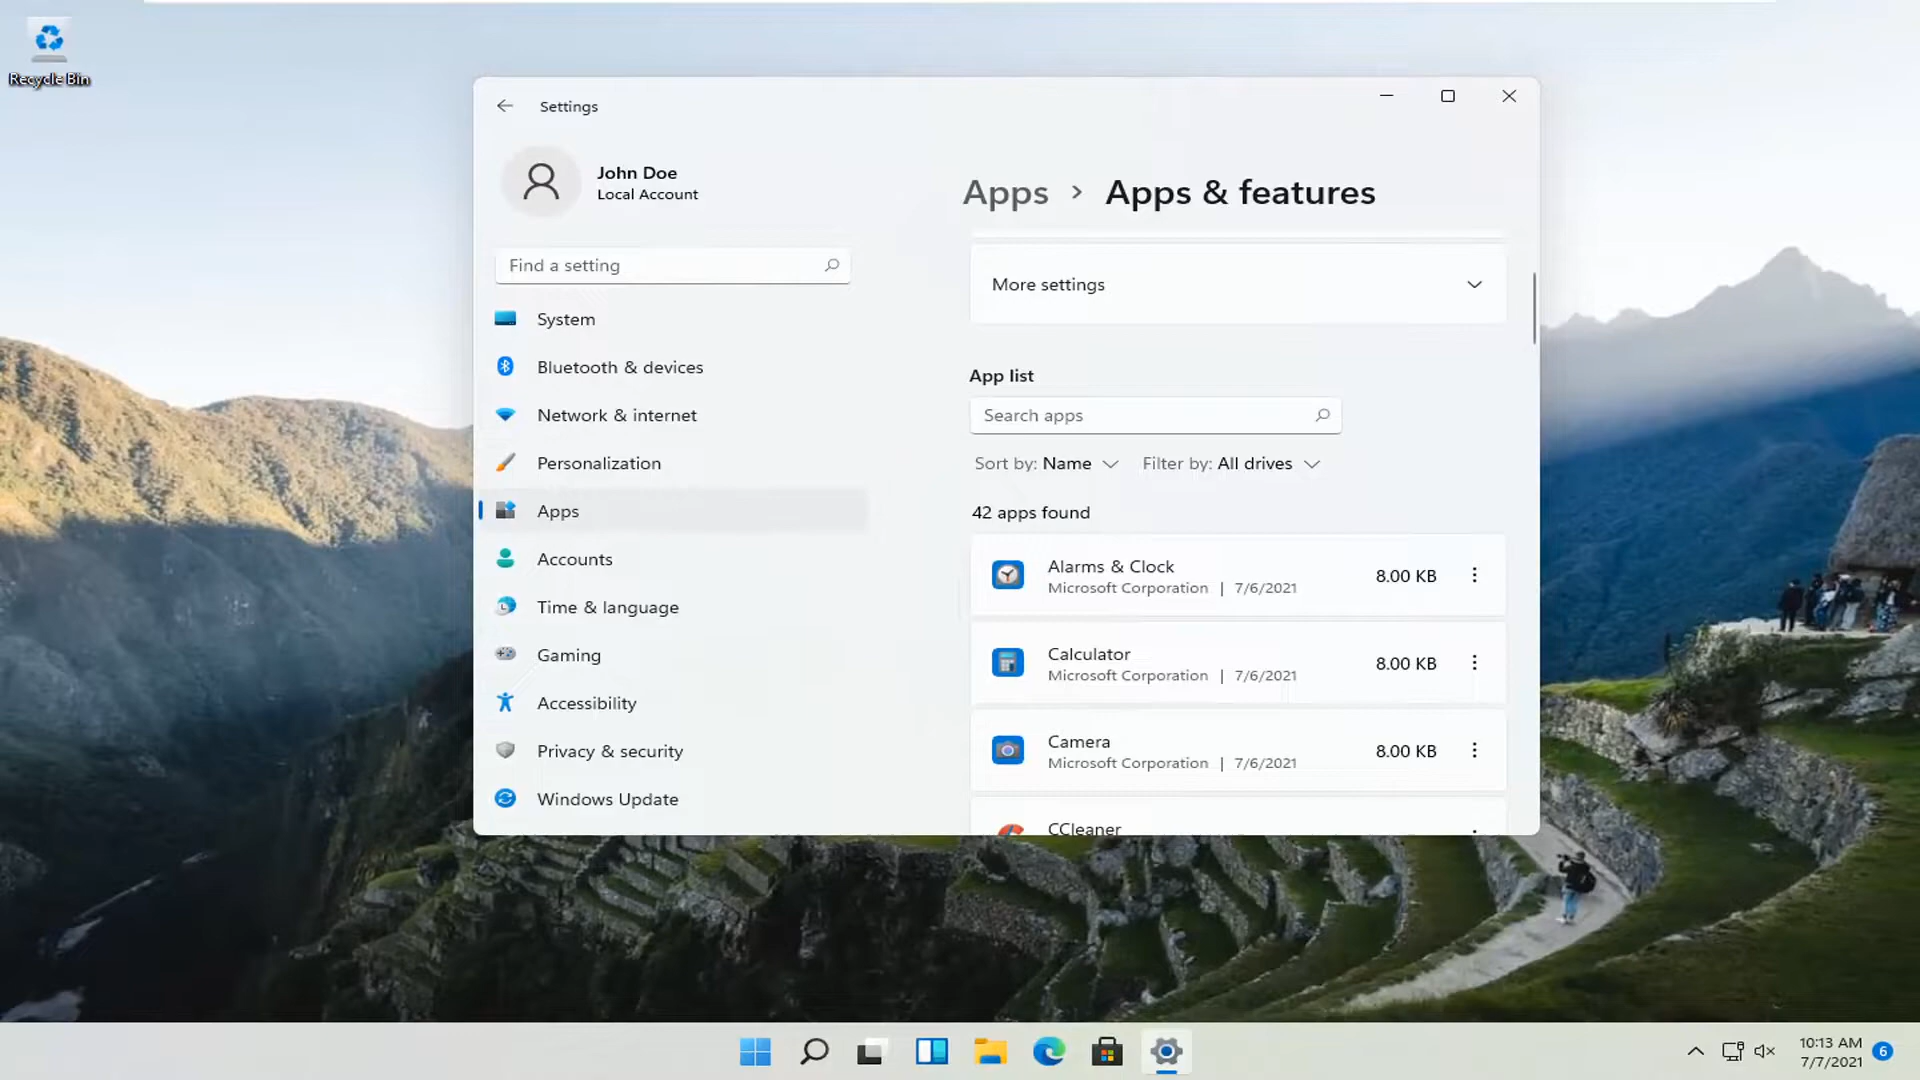 Recycle Bin
Settings
John Doe
Local Account
Find a setting
System
Bluetooth & devices
Network & internet
Personalization
Apps
Accounts
Time & language
Gaming
Accessibility
Privacy & security
Windows Update
Apps > Apps & features
More settings
App list
Search apps
Sort by: Name Filter by: All drives
42 apps found
Alarms & Clock
Microsoft Corporation | 7/6/2021
8.00 KB
Calculator
Microsoft Corporation | 7/6/2021
8.00 KB
Camera
Microsoft Corporation | 7/6/2021
8.00 KB
CCleaner
10:13 AM
7/7/2021
6